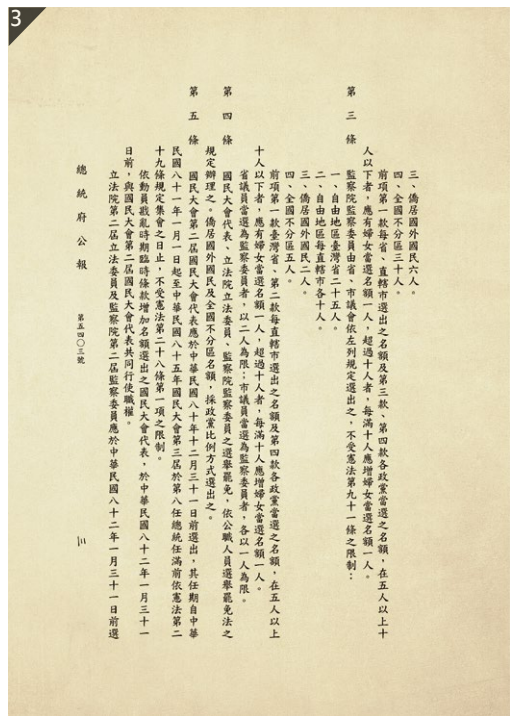 3
三、僑居國外國民六人。
四、全國不分區三十人。
前項第一款每省、直轄市選出之名額及第三款、第四款各政黨當選之名額，在五人以上十
人以下者，應有婦女當選名額一人，超過十人者，每滿十人應增婦女當選名額一人。
第三條　監察院監察委員由省、市議會依左列規定選出之，不受憲法第九十一條之限制：
一、自由地區臺灣省二十五人。
二、自由地區每直轄市各十人。
三、僑居國外國民二人。
四、全國不分區五人。
前項第一款臺灣省、第二款每直轄市選出之名額及第四款各政黨當選之名額，在五人以上
十人以下者，應有婦女當選名額一人，超過十人者，每滿十人應增婦女當選名額一人。
省議員當選為監察委員者，以二人為限；市議員當選為監察委員者，各以一人為限。
第四條　國民大會代表、立法院立法委員、監察院監察委員之選舉罷免，依公職人員選舉罷免法之
規定辦理之。僑居國外國民及全國不分區名額，採政黨比例方式選出之。
第五條　國民大會第二屆國民大會代表應於中華民國八十年十二月三十一日前選出，其任期自中華
民國八十一年一月一日起至中華民國八十五年國民大會第三屆於第八任總統任滿前依憲法第二
十九條規定集會之日止，不受憲法第二十八條第一項之限制。
依動員戡亂時期臨時條款增加名額選出之國民大會代表，於中華民國八十二年一月三十一
日前，與國民大會第二屆國民大會代表共同行使職權。
立法院第二屆立法委員及監察院第二屆監察委員應於中華民國八十二年一月三十一日前選
總統府公報
第五四〇三號
三